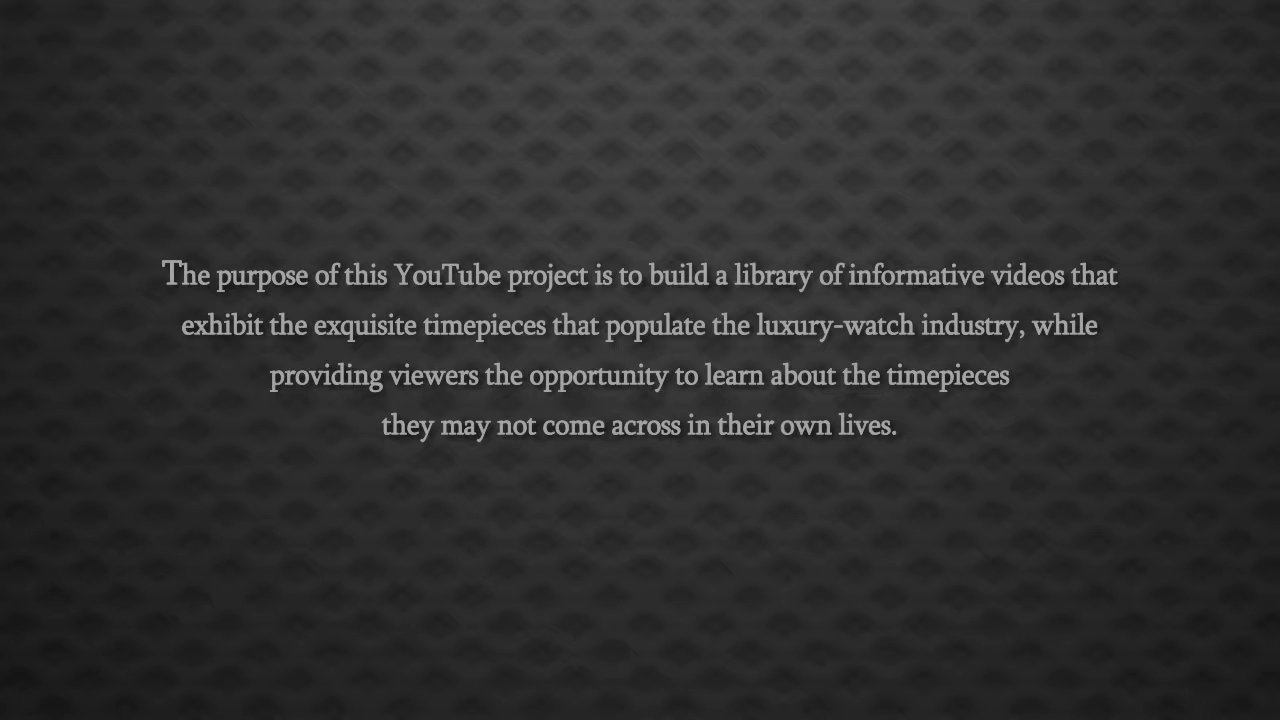 The purpose of this YouTube project is to build a library of informative videos that
exhibit the exquisite timepieces that populate the luxury-watch industry, while
providing viewers the opportunity to learn about the timepieces
they may not come across in their own lives.